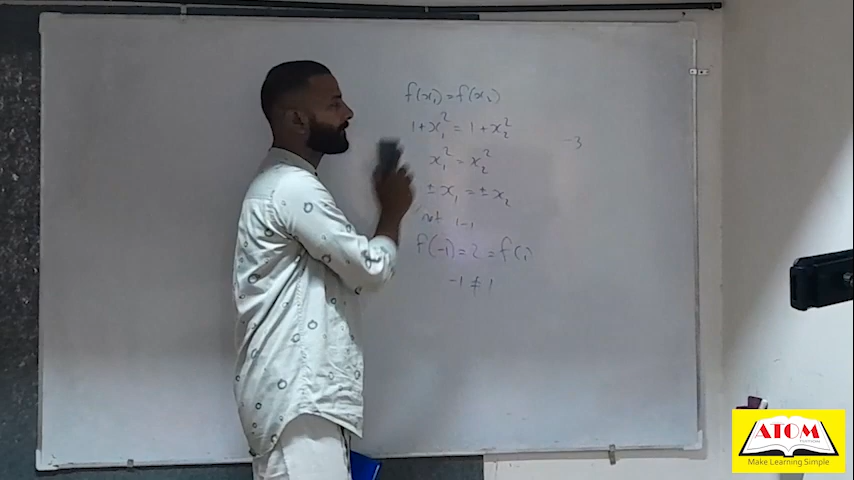 f(x₁) = f(x₂)
1+x₁² = 1+x₂²
x₁² = x₂²
± x₁ = ± x₂
not 1-1
f(-1) = 2 = f(1
-1 ≠ 1
-3
ATOM
Make Learning Simple